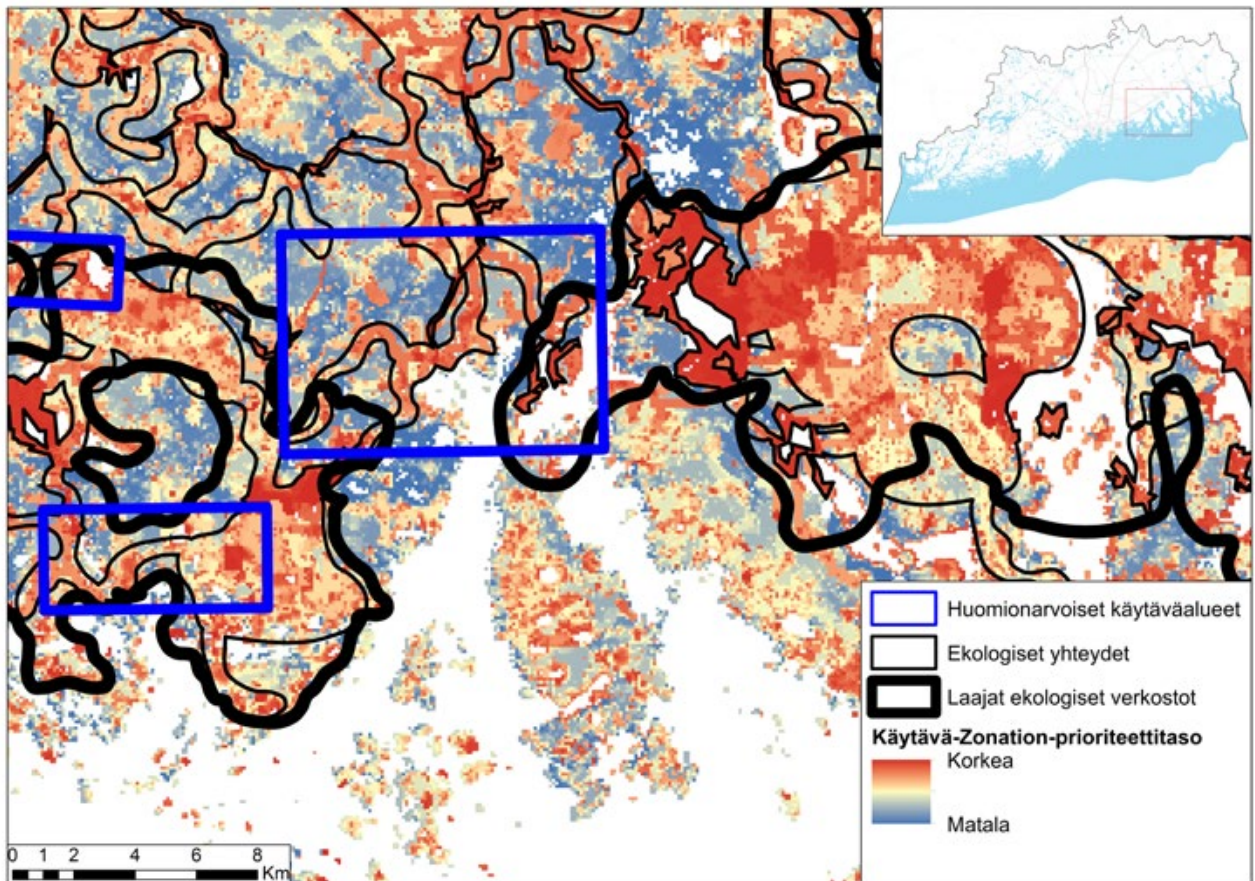 Huomionarvoiset käytäväalueet
Ekologiset yhteydet
Laajat ekologiset verkostot
Käytävä-Zonation-prioriteettitaso
Korkea
Matala
0 1 2 4 6 8
Km